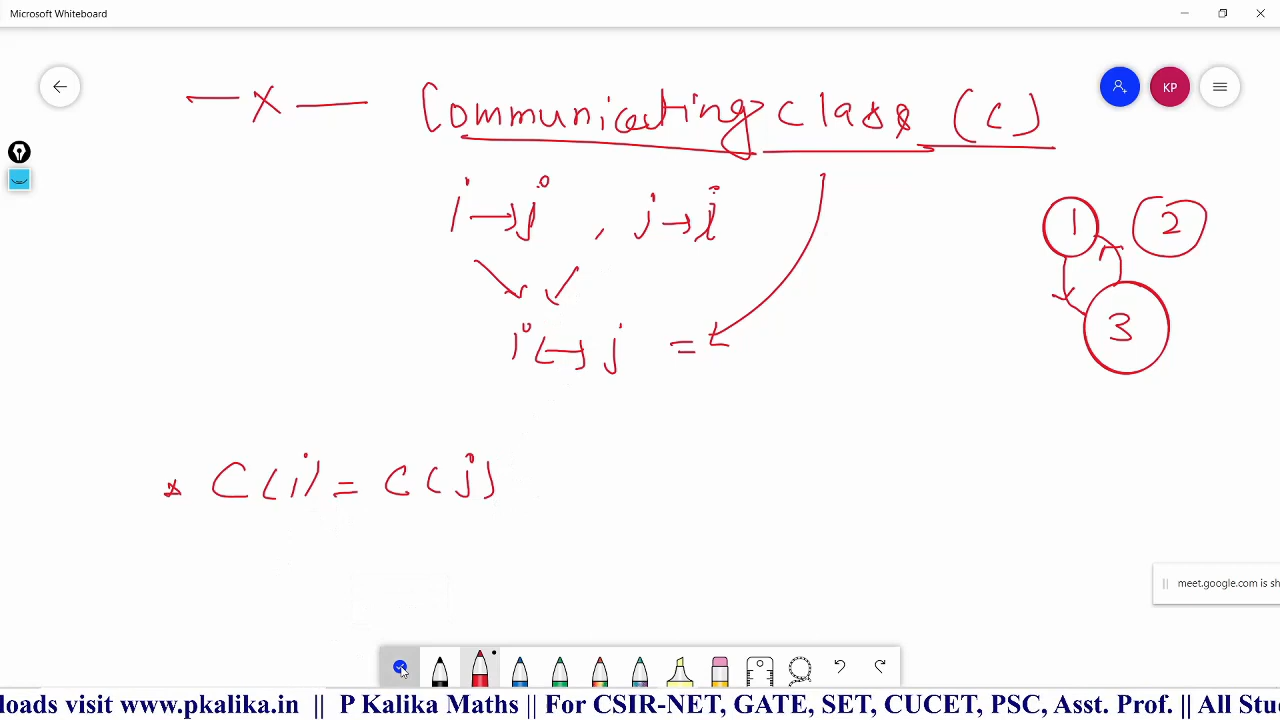 Microsoft Whiteboard
KP
—x— Communicating class (C)
i→j , j→i
1 2
i↔j =
3
* C(i) = C(j)
meet.google.com is sh
loads visit www.pkalika.in || P Kalika Maths || For CSIR-NET, GATE, SET, CUCET, PSC, Asst. Prof. || All Stu